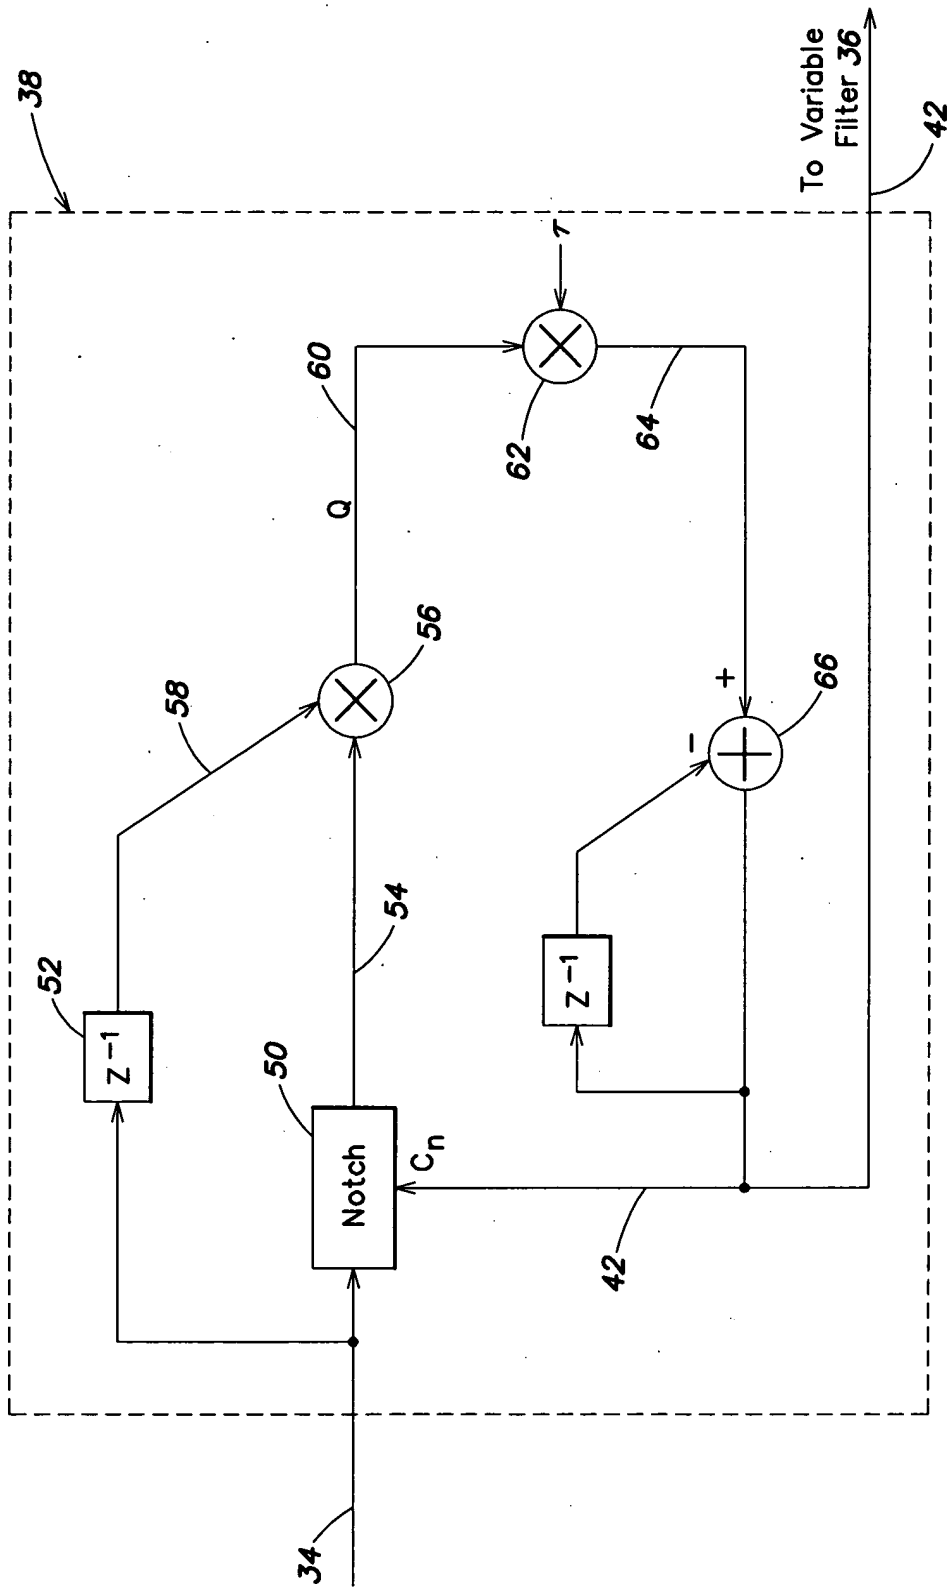 38
52
Z⁻¹
58
60
Q
50
Notch
54
56
62
τ
64
34
Cₙ
42
Z⁻¹
−
+
66
To Variable
Filter 36
42